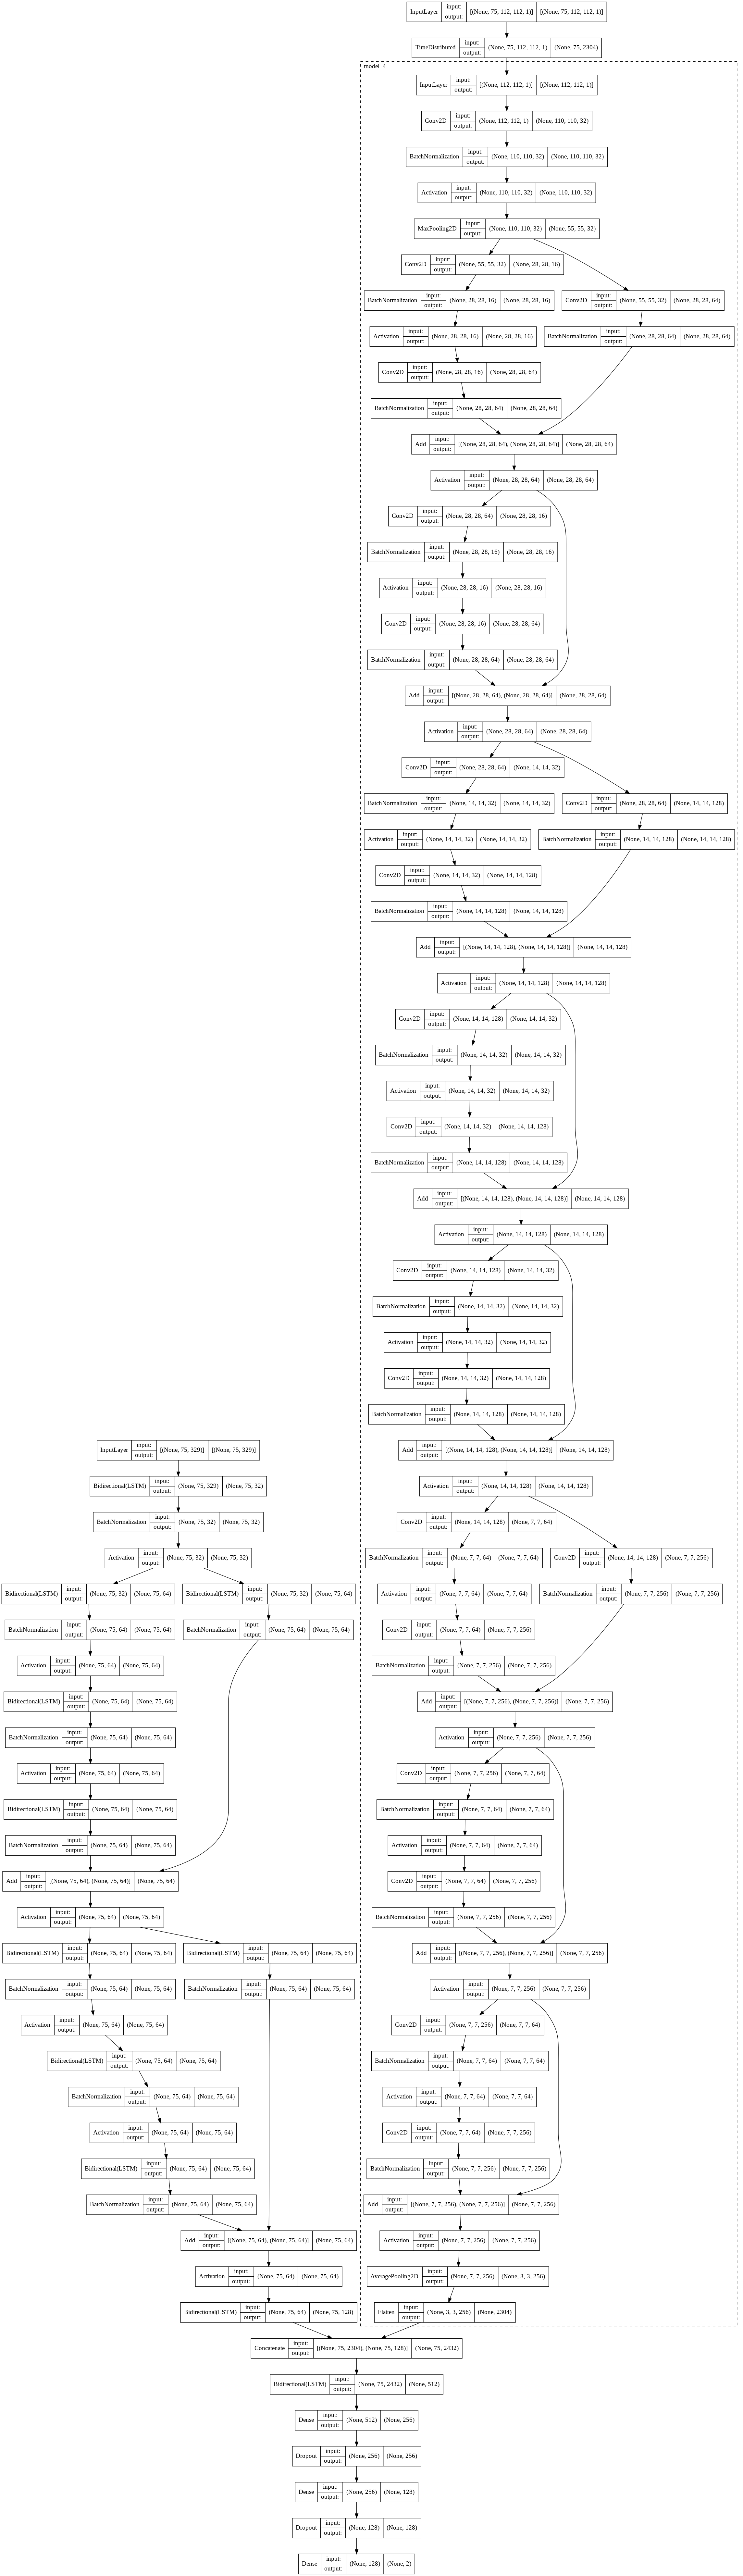 InputLayer input: output: [(None, 75, 112, 112, 1)] [(None, 75, 112, 112, 1)]
TimeDistributed input: output: (None, 75, 112, 112, 1) (None, 75, 2304)
model_4
InputLayer input: output: [(None, 112, 112, 1)] [(None, 112, 112, 1)]
Conv2D input: output: (None, 112, 112, 1) (None, 110, 110, 32)
BatchNormalization input: output: (None, 110, 110, 32) (None, 110, 110, 32)
Activation input: output: (None, 110, 110, 32) (None, 110, 110, 32)
MaxPooling2D input: output: (None, 110, 110, 32) (None, 55, 55, 32)
Conv2D input: output: (None, 55, 55, 32) (None, 28, 28, 16)
BatchNormalization input: output: (None, 28, 28, 16) (None, 28, 28, 16)
Conv2D input: output: (None, 55, 55, 32) (None, 28, 28, 64)
Activation input: output: (None, 28, 28, 16) (None, 28, 28, 16)
BatchNormalization input: output: (None, 28, 28, 64) (None, 28, 28, 64)
Conv2D input: output: (None, 28, 28, 16) (None, 28, 28, 64)
BatchNormalization input: output: (None, 28, 28, 64) (None, 28, 28, 64)
Add input: output: [(None, 28, 28, 64), (None, 28, 28, 64)] (None, 28, 28, 64)
Activation input: output: (None, 28, 28, 64) (None, 28, 28, 64)
Conv2D input: output: (None, 28, 28, 64) (None, 28, 28, 16)
BatchNormalization input: output: (None, 28, 28, 16) (None, 28, 28, 16)
Activation input: output: (None, 28, 28, 16) (None, 28, 28, 16)
Conv2D input: output: (None, 28, 28, 16) (None, 28, 28, 64)
BatchNormalization input: output: (None, 28, 28, 64) (None, 28, 28, 64)
Add input: output: [(None, 28, 28, 64), (None, 28, 28, 64)] (None, 28, 28, 64)
Activation input: output: (None, 28, 28, 64) (None, 28, 28, 64)
Conv2D input: output: (None, 28, 28, 64) (None, 14, 14, 32)
BatchNormalization input: output: (None, 14, 14, 32) (None, 14, 14, 32)
Conv2D input: output: (None, 28, 28, 64) (None, 14, 14, 128)
Activation input: output: (None, 14, 14, 32) (None, 14, 14, 32)
BatchNormalization input: output: (None, 14, 14, 128) (None, 14, 14, 128)
Conv2D input: output: (None, 14, 14, 32) (None, 14, 14, 128)
BatchNormalization input: output: (None, 14, 14, 128) (None, 14, 14, 128)
Add input: output: [(None, 14, 14, 128), (None, 14, 14, 128)] (None, 14, 14, 128)
Activation input: output: (None, 14, 14, 128) (None, 14, 14, 128)
Conv2D input: output: (None, 14, 14, 128) (None, 14, 14, 32)
BatchNormalization input: output: (None, 14, 14, 32) (None, 14, 14, 32)
Activation input: output: (None, 14, 14, 32) (None, 14, 14, 32)
Conv2D input: output: (None, 14, 14, 32) (None, 14, 14, 128)
BatchNormalization input: output: (None, 14, 14, 128) (None, 14, 14, 128)
Add input: output: [(None, 14, 14, 128), (None, 14, 14, 128)] (None, 14, 14, 128)
Activation input: output: (None, 14, 14, 128) (None, 14, 14, 128)
Conv2D input: output: (None, 14, 14, 128) (None, 14, 14, 32)
BatchNormalization input: output: (None, 14, 14, 32) (None, 14, 14, 32)
Activation input: output: (None, 14, 14, 32) (None, 14, 14, 32)
Conv2D input: output: (None, 14, 14, 32) (None, 14, 14, 128)
BatchNormalization input: output: (None, 14, 14, 128) (None, 14, 14, 128)
Add input: output: [(None, 14, 14, 128), (None, 14, 14, 128)] (None, 14, 14, 128)
Activation input: output: (None, 14, 14, 128) (None, 14, 14, 128)
Conv2D input: output: (None, 14, 14, 128) (None, 7, 7, 64)
BatchNormalization input: output: (None, 7, 7, 64) (None, 7, 7, 64)
Conv2D input: output: (None, 14, 14, 128) (None, 7, 7, 256)
Activation input: output: (None, 7, 7, 64) (None, 7, 7, 64)
BatchNormalization input: output: (None, 7, 7, 256) (None, 7, 7, 256)
Conv2D input: output: (None, 7, 7, 64) (None, 7, 7, 256)
BatchNormalization input: output: (None, 7, 7, 256) (None, 7, 7, 256)
Add input: output: [(None, 7, 7, 256), (None, 7, 7, 256)] (None, 7, 7, 256)
Activation input: output: (None, 7, 7, 256) (None, 7, 7, 256)
Conv2D input: output: (None, 7, 7, 256) (None, 7, 7, 64)
BatchNormalization input: output: (None, 7, 7, 64) (None, 7, 7, 64)
Activation input: output: (None, 7, 7, 64) (None, 7, 7, 64)
Conv2D input: output: (None, 7, 7, 64) (None, 7, 7, 256)
BatchNormalization input: output: (None, 7, 7, 256) (None, 7, 7, 256)
Add input: output: [(None, 7, 7, 256), (None, 7, 7, 256)] (None, 7, 7, 256)
Activation input: output: (None, 7, 7, 256) (None, 7, 7, 256)
Conv2D input: output: (None, 7, 7, 256) (None, 7, 7, 64)
BatchNormalization input: output: (None, 7, 7, 64) (None, 7, 7, 64)
Activation input: output: (None, 7, 7, 64) (None, 7, 7, 64)
Conv2D input: output: (None, 7, 7, 64) (None, 7, 7, 256)
BatchNormalization input: output: (None, 7, 7, 256) (None, 7, 7, 256)
Add input: output: [(None, 7, 7, 256), (None, 7, 7, 256)] (None, 7, 7, 256)
Activation input: output: (None, 7, 7, 256) (None, 7, 7, 256)
AveragePooling2D input: output: (None, 7, 7, 256) (None, 3, 3, 256)
Flatten input: output: (None, 3, 3, 256) (None, 2304)
InputLayer input: output: [(None, 75, 329)] [(None, 75, 329)]
Bidirectional(LSTM) input: output: (None, 75, 329) (None, 75, 32)
BatchNormalization input: output: (None, 75, 32) (None, 75, 32)
Activation input: output: (None, 75, 32) (None, 75, 32)
Bidirectional(LSTM) input: output: (None, 75, 32) (None, 75, 64)
Bidirectional(LSTM) input: output: (None, 75, 32) (None, 75, 64)
BatchNormalization input: output: (None, 75, 64) (None, 75, 64)
BatchNormalization input: output: (None, 75, 64) (None, 75, 64)
Activation input: output: (None, 75, 64) (None, 75, 64)
Bidirectional(LSTM) input: output: (None, 75, 64) (None, 75, 64)
BatchNormalization input: output: (None, 75, 64) (None, 75, 64)
Activation input: output: (None, 75, 64) (None, 75, 64)
Bidirectional(LSTM) input: output: (None, 75, 64) (None, 75, 64)
BatchNormalization input: output: (None, 75, 64) (None, 75, 64)
Add input: output: [(None, 75, 64), (None, 75, 64)] (None, 75, 64)
Activation input: output: (None, 75, 64) (None, 75, 64)
Bidirectional(LSTM) input: output: (None, 75, 64) (None, 75, 64)
Bidirectional(LSTM) input: output: (None, 75, 64) (None, 75, 64)
BatchNormalization input: output: (None, 75, 64) (None, 75, 64)
BatchNormalization input: output: (None, 75, 64) (None, 75, 64)
Activation input: output: (None, 75, 64) (None, 75, 64)
Bidirectional(LSTM) input: output: (None, 75, 64) (None, 75, 64)
BatchNormalization input: output: (None, 75, 64) (None, 75, 64)
Activation input: output: (None, 75, 64) (None, 75, 64)
Bidirectional(LSTM) input: output: (None, 75, 64) (None, 75, 64)
BatchNormalization input: output: (None, 75, 64) (None, 75, 64)
Add input: output: [(None, 75, 64), (None, 75, 64)] (None, 75, 64)
Activation input: output: (None, 75, 64) (None, 75, 64)
Bidirectional(LSTM) input: output: (None, 75, 64) (None, 75, 128)
Concatenate input: output: [(None, 75, 2304), (None, 75, 128)] (None, 75, 2432)
Bidirectional(LSTM) input: output: (None, 75, 2432) (None, 512)
Dense input: output: (None, 512) (None, 256)
Dropout input: output: (None, 256) (None, 256)
Dense input: output: (None, 256) (None, 128)
Dropout input: output: (None, 128) (None, 128)
Dense input: output: (None, 128) (None, 2)